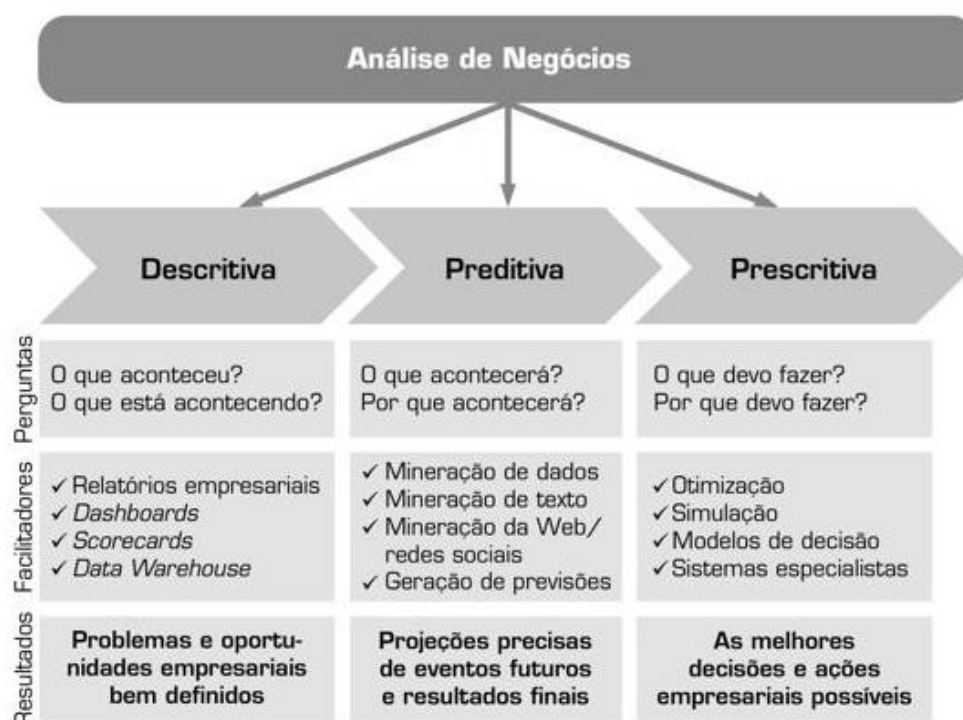 Análise de Negócios
Descritiva
Preditiva
Prescritiva
Perguntas
O que aconteceu?
O que está acontecendo?
O que acontecerá?
Por que acontecerá?
O que devo fazer?
Por que devo fazer?
Facilitadores
✓ Relatórios empresariais
✓ Dashboards
✓ Scorecards
✓ Data Warehouse
✓ Mineração de dados
✓ Mineração de texto
✓ Mineração da Web/
redes sociais
✓ Geração de previsões
✓ Otimização
✓ Simulação
✓ Modelos de decisão
✓ Sistemas especialistas
Resultados
Problemas e oportu-
nidades empresariais
bem definidos
Projeções precisas
de eventos futuros
e resultados finais
As melhores
decisões e ações
empresariais possíveis